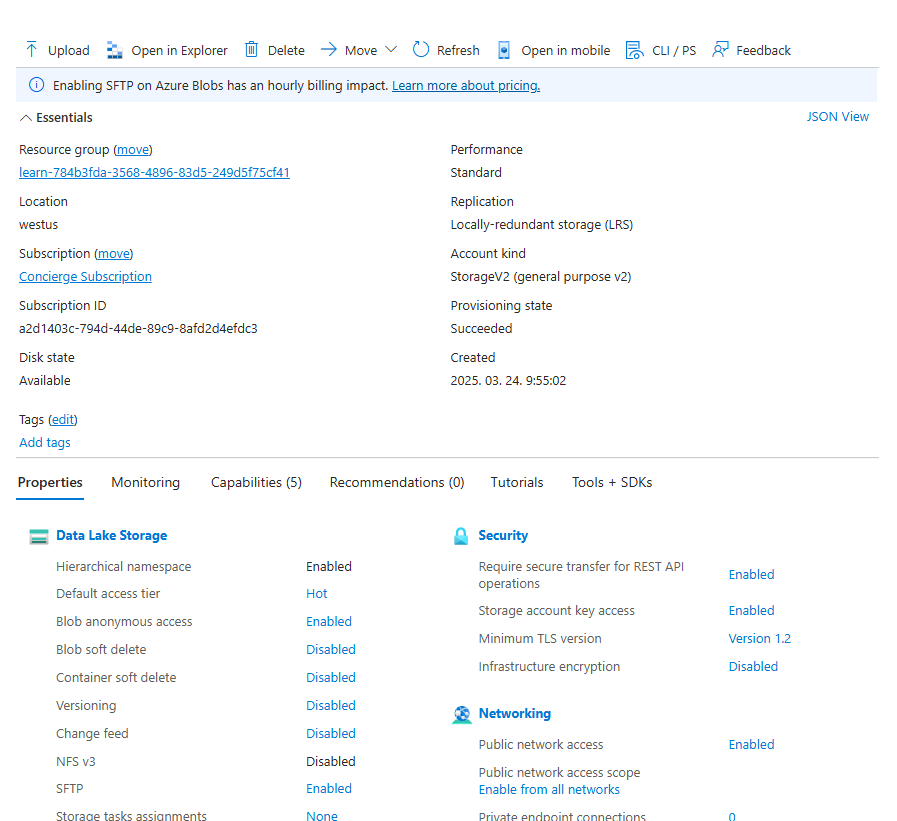 Upload Open in Explorer Delete Move Refresh Open in mobile CLI / PS Feedback
Enabling SFTP on Azure Blobs has an hourly billing impact. Learn more about pricing.
Essentials JSON View
Resource group (move)
learn-784b3fda-3568-4896-83d5-249d5f75cf41
Location
westus
Subscription (move)
Concierge Subscription
Subscription ID
a2d1403c-794d-44de-89c9-8afd2d4efdc3
Disk state
Available
Performance
Standard
Replication
Locally-redundant storage (LRS)
Account kind
StorageV2 (general purpose v2)
Provisioning state
Succeeded
Created
2025. 03. 24. 9:55:02
Tags (edit)
Add tags
Properties Monitoring Capabilities (5) Recommendations (0) Tutorials Tools + SDKs
Data Lake Storage
Hierarchical namespace Enabled
Default access tier Hot
Blob anonymous access Enabled
Blob soft delete Disabled
Container soft delete Disabled
Versioning Disabled
Change feed Disabled
NFS v3 Disabled
SFTP Enabled
Storage tasks assignments None
Security
Require secure transfer for REST API
operations Enabled
Storage account key access Enabled
Minimum TLS version Version 1.2
Infrastructure encryption Disabled
Networking
Public network access Enabled
Public network access scope
Enable from all networks
Private endpoint connections 0